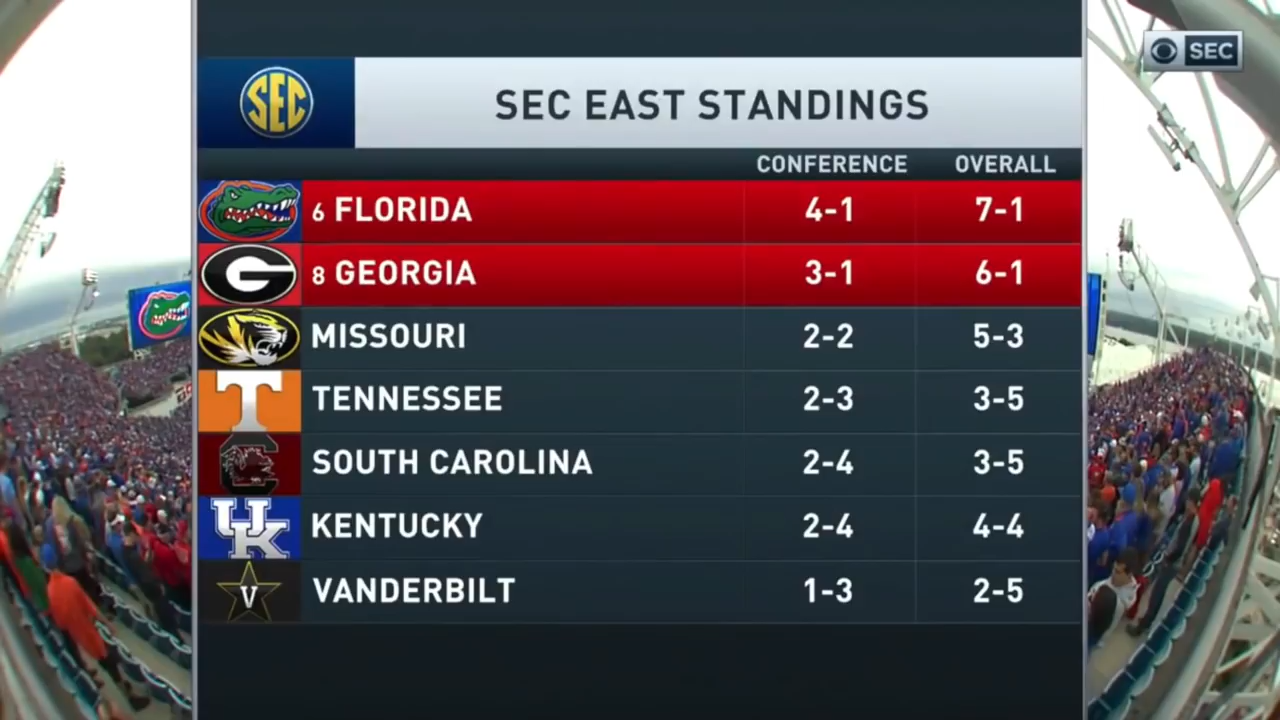 SEC
SEC
SEC EAST STANDINGS
CONFERENCE OVERALL
6 FLORIDA 4-1 7-1
G 8 GEORGIA 3-1 6-1
MISSOURI 2-2 5-3
T TENNESSEE 2-3 3-5
C SOUTH CAROLINA 2-4 3-5
UK KENTUCKY 2-4 4-4
V VANDERBILT 1-3 2-5